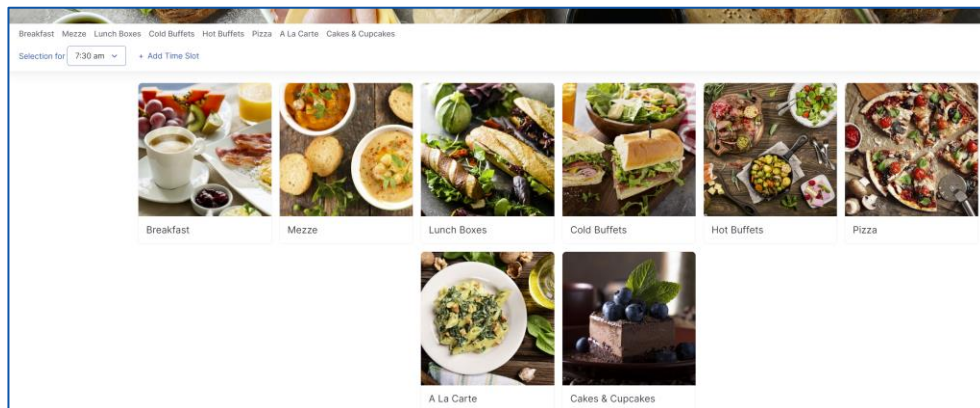 Breakfast Mezze Lunch Boxes Cold Buffets Hot Buffets Pizza A La Carte Cakes & Cupcakes
Selection for 7:30 am + Add Time Slot
Breakfast Mezze Lunch Boxes Cold Buffets Hot Buffets Pizza
A La Carte Cakes & Cupcakes